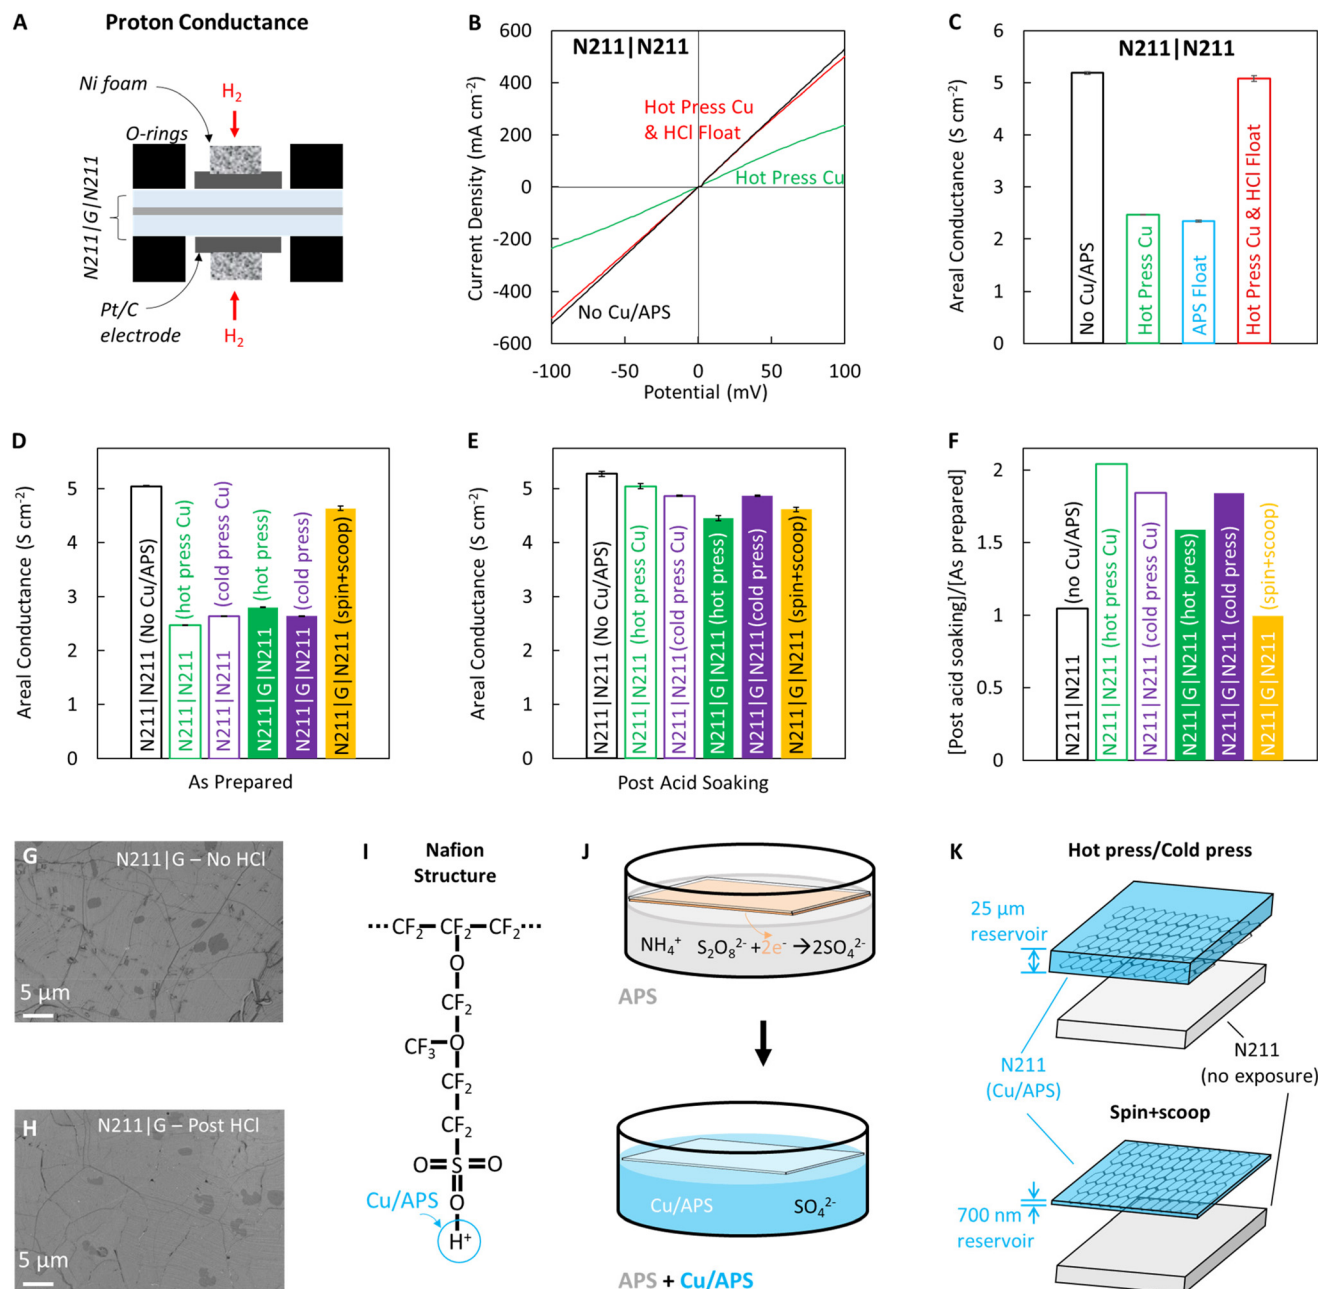 A
Proton Conductance
Ni foam
H2
O-rings
N211|G|N211
Pt/C
electrode
H2
B
N211|N211
Current Density (mA cm-2)
600
400
200
0
-200
-400
-600
Hot Press Cu
& HCl Float
Hot Press Cu
No Cu/APS
-100
-50
0
50
100
Potential (mV)
C
N211|N211
Areal Conductance (S cm-2)
6
5
4
3
2
1
0
No Cu/APS
Hot Press Cu
APS Float
Hot Press Cu & HCl Float
D
Areal Conductance (S cm-2)
5
4
3
2
1
0
N211|N211 (No Cu/APS)
N211|N211 (hot press Cu)
N211|N211 (cold press Cu)
N211|G|N211 (hot press)
N211|G|N211 (cold press)
N211|G|N211 (spin+scoop)
As Prepared
E
Areal Conductance (S cm-2)
5
4
3
2
1
0
N211|N211 (No Cu/APS)
N211|N211 (hot press Cu)
N211|N211 (cold press Cu)
N211|G|N211 (hot press)
N211|G|N211 (cold press)
N211|G|N211 (spin+scoop)
Post Acid Soaking
F
[Post acid soaking]/[As prepared]
2
1.5
1
0.5
0
N211|N211 (no Cu/APS)
N211|N211 (hot press Cu)
N211|N211 (cold press Cu)
N211|G|N211 (hot press)
N211|G|N211 (cold press)
N211|G|N211 (spin+scoop)
G
N211|G – No HCl
5 µm
H
N211|G – Post HCl
5 µm
I
Nafion
Structure
CF2 CF2 CF2
O
CF2
CF3 O
CF2
CF2
O S O
O
Cu/APS
H+
J
NH4+ S2O8 2- +2e- →2SO4 2-
APS
Cu/APS SO4 2-
APS + Cu/APS
K
Hot press/Cold press
25 µm
reservoir
N211
(Cu/APS)
N211
(no exposure)
Spin+scoop
700 nm
reservoir